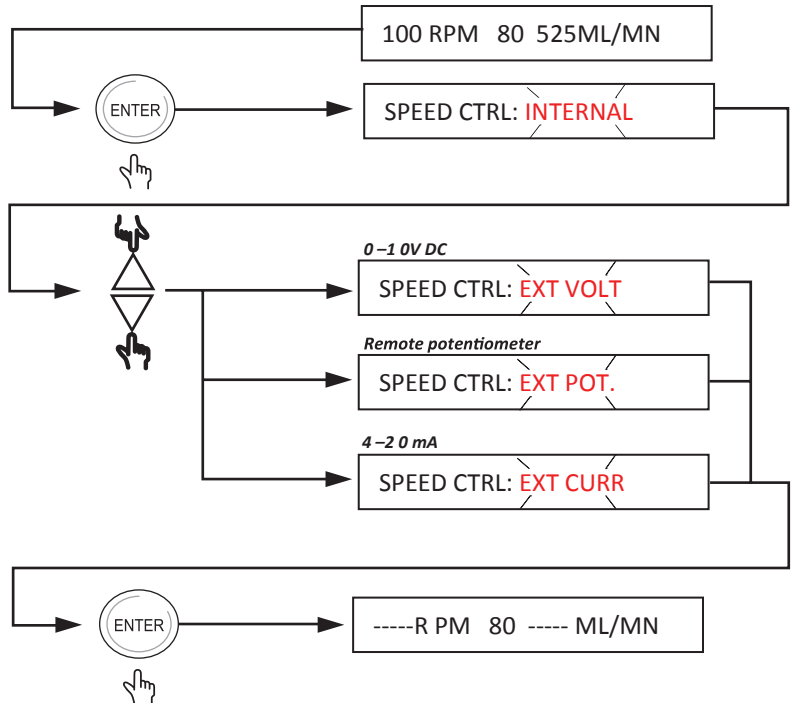 100 RPM 80 525ML/MN
ENTER
SPEED CTRL: INTERNAL
0 –1 0V DC
SPEED CTRL: EXT VOLT
Remote potentiometer
SPEED CTRL: EXT POT.
4 –2 0 mA
SPEED CTRL: EXT CURR
ENTER
-----R PM 80 ----- ML/MN